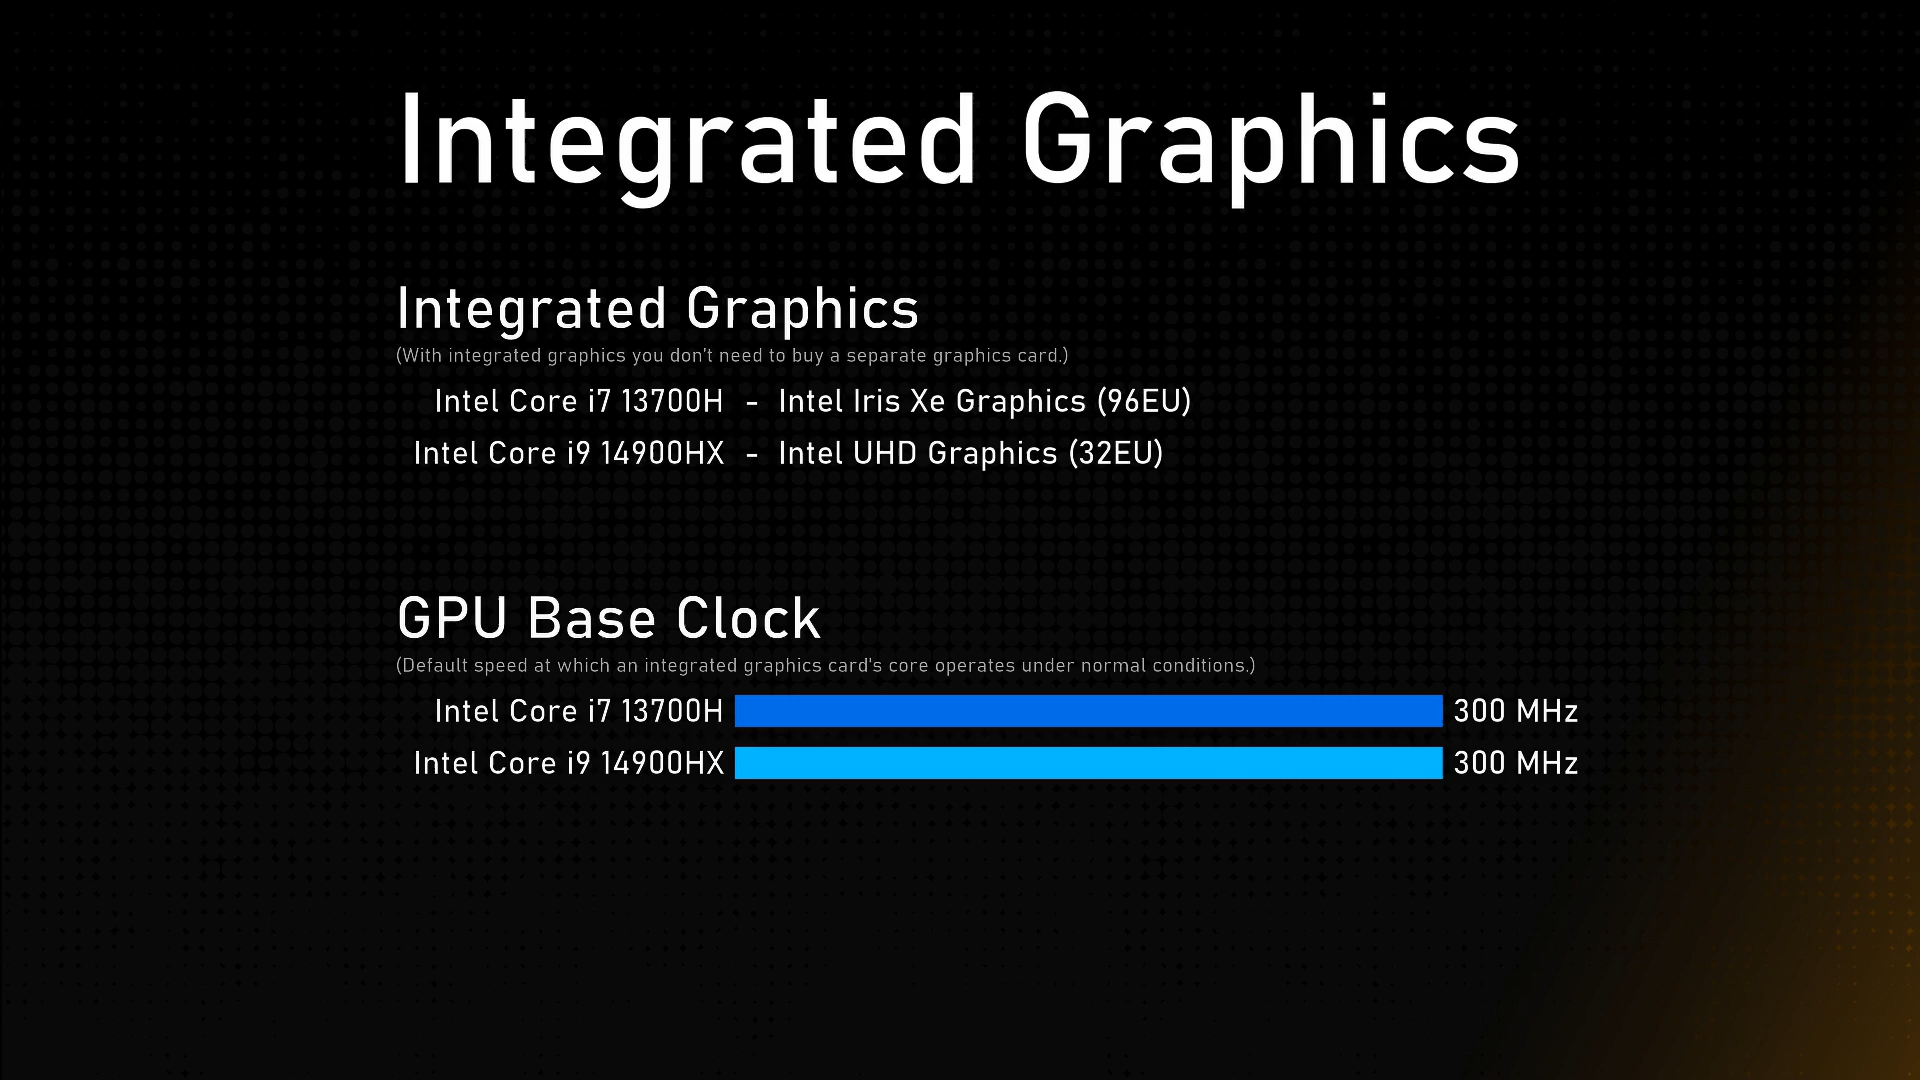 Integrated Graphics
Integrated Graphics
(With integrated graphics you don't need to buy a separate graphics card.)
Intel Core i7 13700H - Intel Iris Xe Graphics (96EU)
Intel Core i9 14900HX - Intel UHD Graphics (32EU)
GPU Base Clock
(Default speed at which an integrated graphics card's core operates under normal conditions.)
Intel Core i7 13700H 300 MHz
Intel Core i9 14900HX 300 MHz